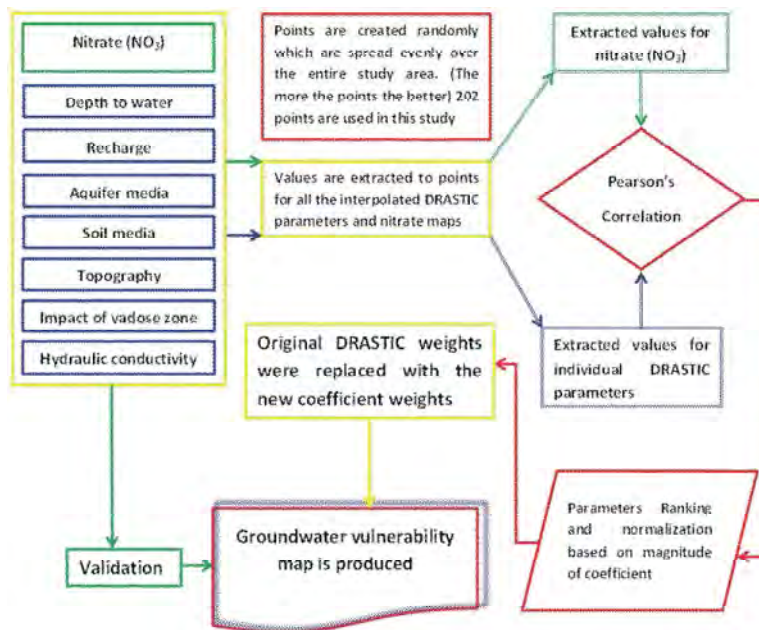 Nitrate (NO3)
Depth to water
Recharge
Aquifer media
Soil media
Topography
Impact of vadose zone
Hydraulic conductivity
Points are created randomly
which are spread evenly over
the entire study area. (The
more the points the better) 202
points are used in this study
Values are extracted to points
for all the interpolated DRASTIC
parameters and nitrate maps
Extracted values for
nitrate (NO3)
Pearson's
Correlation
Extracted values for
individual DRASTIC
parameters
Original DRASTIC weights
were replaced with the
new coefficient weights
Parameters Ranking
and normalization
based on magnitude
of coefficient
Groundwater vulnerability
map is produced
Validation